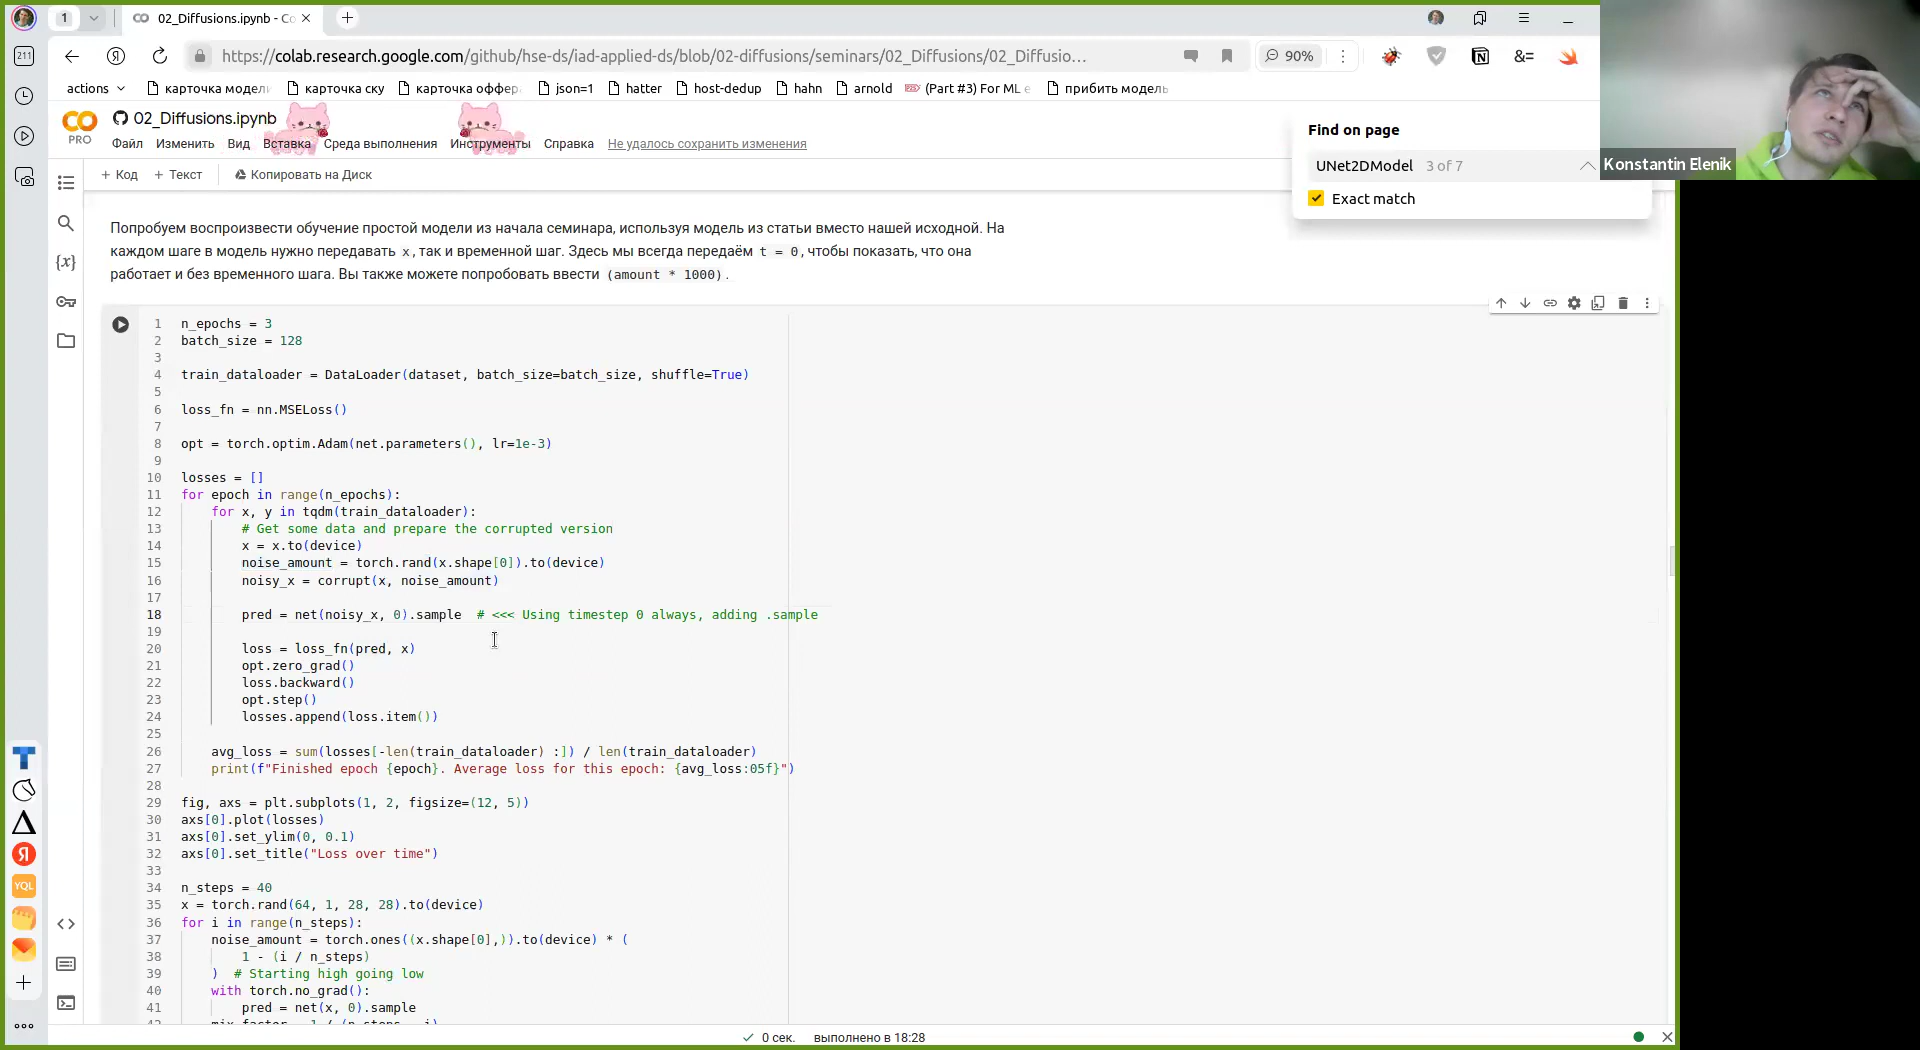 1
02_Diffusions.ipynb - Co
211
https://colab.research.google.com/github/hse-ds/iad-applied-ds/blob/02-diffusions/seminars/02_Diffusions/02_Diffusio...
90%
actions
карточка модели
карточка ску
карточка оффер
json=1
hatter
host-dedup
hahn
arnold
(Part #3) For ML e
прибить модель
PRO
02_Diffusions.ipynb
Файл Изменить Вид Вставка Среда выполнения Инструменты Справка Не удалось сохранить изменения
Find on page
UNet2DModel 3 of 7
Exact match
Konstantin Elenik
+ Код + Текст Копировать на Диск
Попробуем воспроизвести обучение простой модели из начала семинара, используя модель из статьи вместо нашей исходной. На
каждом шаге в модель нужно передавать x, так и временной шаг. Здесь мы всегда передаём t = 0, чтобы показать, что она
работает и без временного шага. Вы также можете попробовать ввести (amount * 1000).
1 n_epochs = 3
2 batch_size = 128
3
4 train_dataloader = DataLoader(dataset, batch_size=batch_size, shuffle=True)
5
6 loss_fn = nn.MSELoss()
7
8 opt = torch.optim.Adam(net.parameters(), lr=1e-3)
9
10 losses = []
11 for epoch in range(n_epochs):
12 for x, y in tqdm(train_dataloader):
13 # Get some data and prepare the corrupted version
14 x = x.to(device)
15 noise_amount = torch.rand(x.shape[0]).to(device)
16 noisy_x = corrupt(x, noise_amount)
17
18 pred = net(noisy_x, 0).sample # <<< Using timestep 0 always, adding .sample
19
20 loss = loss_fn(pred, x)
21 opt.zero_grad()
22 loss.backward()
23 opt.step()
24 losses.append(loss.item())
25
26 avg_loss = sum(losses[-len(train_dataloader) :]) / len(train_dataloader)
27 print(f"Finished epoch {epoch}. Average loss for this epoch: {avg_loss:05f}")
28
29 fig, axs = plt.subplots(1, 2, figsize=(12, 5))
30 axs[0].plot(losses)
31 axs[0].set_ylim(0, 0.1)
32 axs[0].set_title("Loss over time")
33
34 n_steps = 40
35 x = torch.rand(64, 1, 28, 28).to(device)
36 for i in range(n_steps):
37 noise_amount = torch.ones((x.shape[0],)).to(device) * (
38 1 - (i / n_steps)
39 ) # Starting high going low
40 with torch.no_grad():
41 pred = net(x, 0).sample
YQL
0 сек. выполнено в 18:28